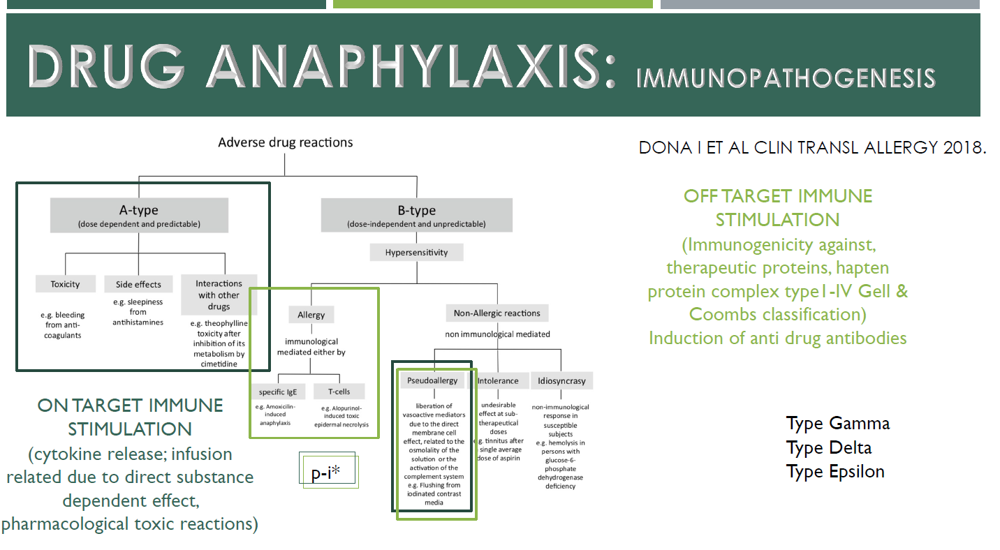 DRUG ANAPHYLAXIS: IMMUNOPATHOGENESIS
DONA I ET AL CLIN TRANSL ALLERGY 2018.
Adverse drug reactions
A-type
(dose dependent and predictable)
Toxicity
e.g. bleeding
from anti-
coagulants
Side effects
e.g. sleepiness
from
antihistamines
Interactions
with other
drugs
e.g. theophylline
toxicity after
inhibition of its
metabolism by
cimetidine
B-type
(dose-independent and unpredictable)
Hypersensitivity
Allergy
immunological
mediated either by
specific IgE
e.g. Amoxicilin-
induced
anaphylaxis
T-cells
e.g. Alopurinol-
induced toxic
epidermal necrolysis
Non-Allergic reactions
non immunological mediated
Pseudoallergy
liberation of
vasoactive mediators
due to the direct
membrane cell
effect, related to the
osmolality of the
solution or the
activation of the
complement system
e.g. Flushing from
iodinated contrast
media
Intolerance
undesirable
effect at sub-
therapeutical
doses
e.g. tinnitus after
single average
dose of aspirin
Idiosyncrasy
non-immunological
response in
susceptible
subjects
e.g. hemolysis in
persons with
glucose-6-
phosphate
dehydrogenase
deficiency
p-i*
ON TARGET IMMUNE
STIMULATION
(cytokine release; infusion
related due to direct substance
dependent effect,
pharmacological toxic reactions)
OFF TARGET IMMUNE
STIMULATION
(Immunogenicity against,
therapeutic proteins, hapten
protein complex type1-IV Gell &
Coombs classification)
Induction of anti drug antibodies
Type Gamma
Type Delta
Type Epsilon